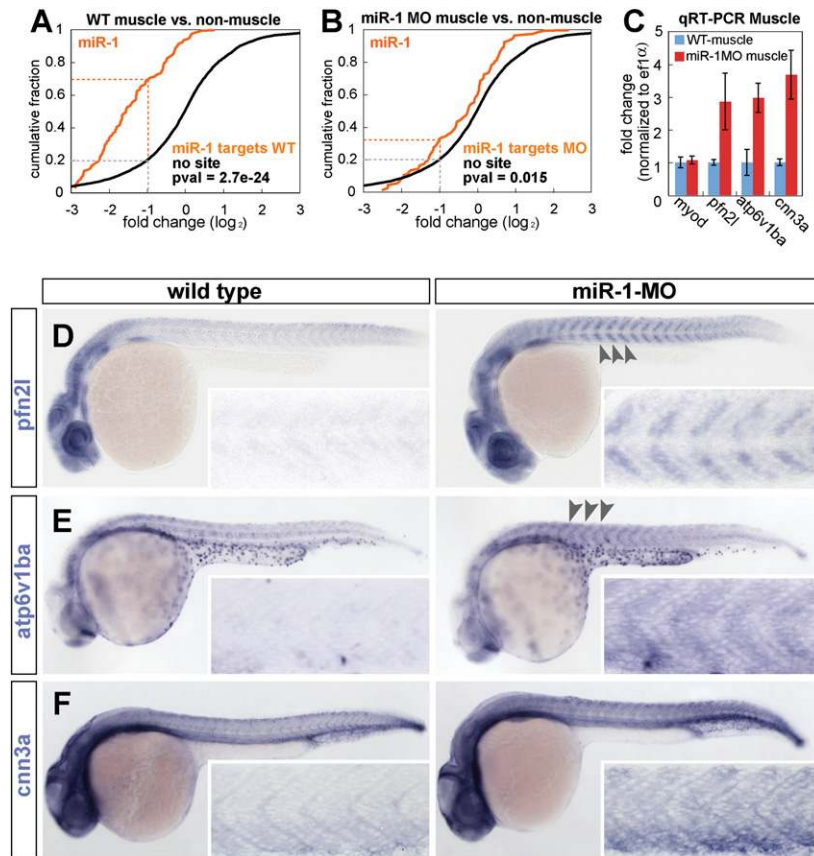 A
WT muscle vs. non-muscle
miR-1
cumulative fraction
1
0.8
0.6
0.4
0.2
0
miR-1 targets WT
no site
pval = 2.7e-24
-3 -2 -1 0 1 2 3
fold change (log2)
B
miR-1 MO muscle vs. non-muscle
miR-1
cumulative fraction
1
0.8
0.6
0.4
0.2
0
miR-1 targets MO
no site
pval = 0.015
-3 -2 -1 0 1 2 3
fold change (log2)
C
qRT-PCR Muscle
WT-muscle
miR-1MO muscle
fold change
(normalized to ef1α)
5
4
3
2
1
0
myod
pfn2l
atp6v1ba
cnn3a
wild type
miR-1-MO
D
pfn2l
E
atp6v1ba
F
cnn3a